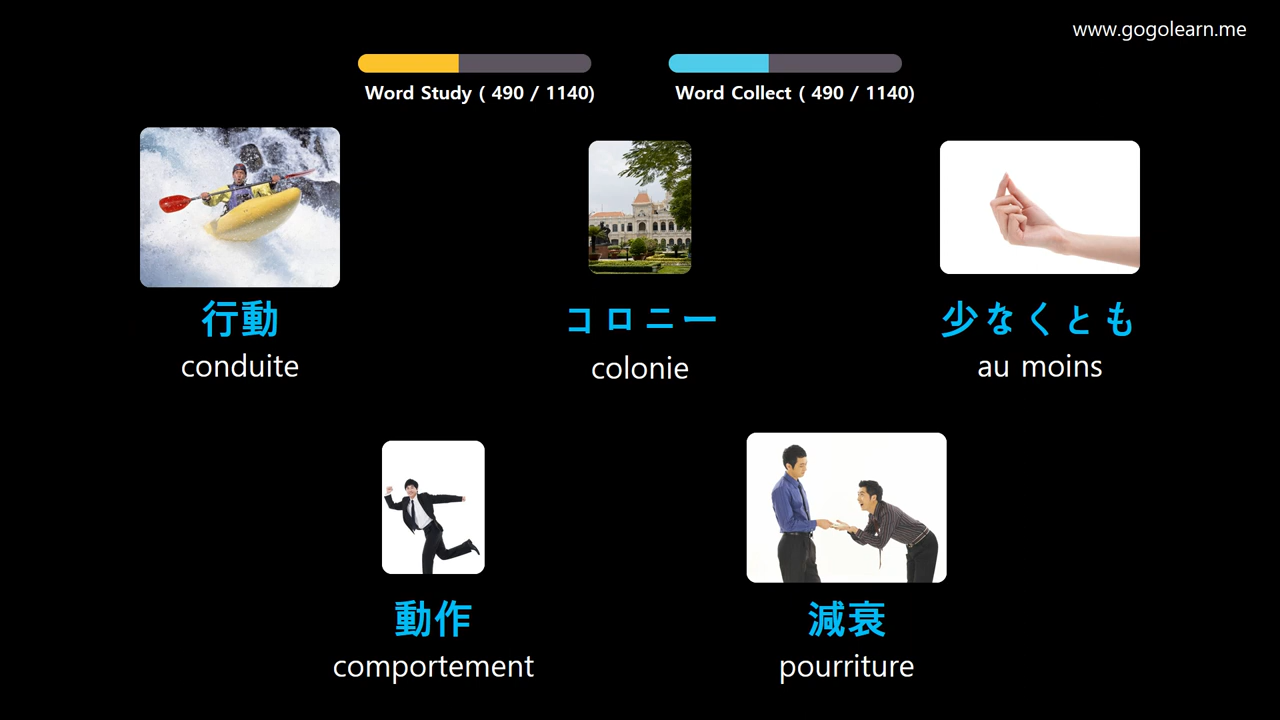 www.gogolearn.me
Word Study ( 490 / 1140)
Word Collect ( 490 / 1140)
行動
conduite
コロニー
colonie
少なくとも
au moins
動作
comportement
減衰
pourriture